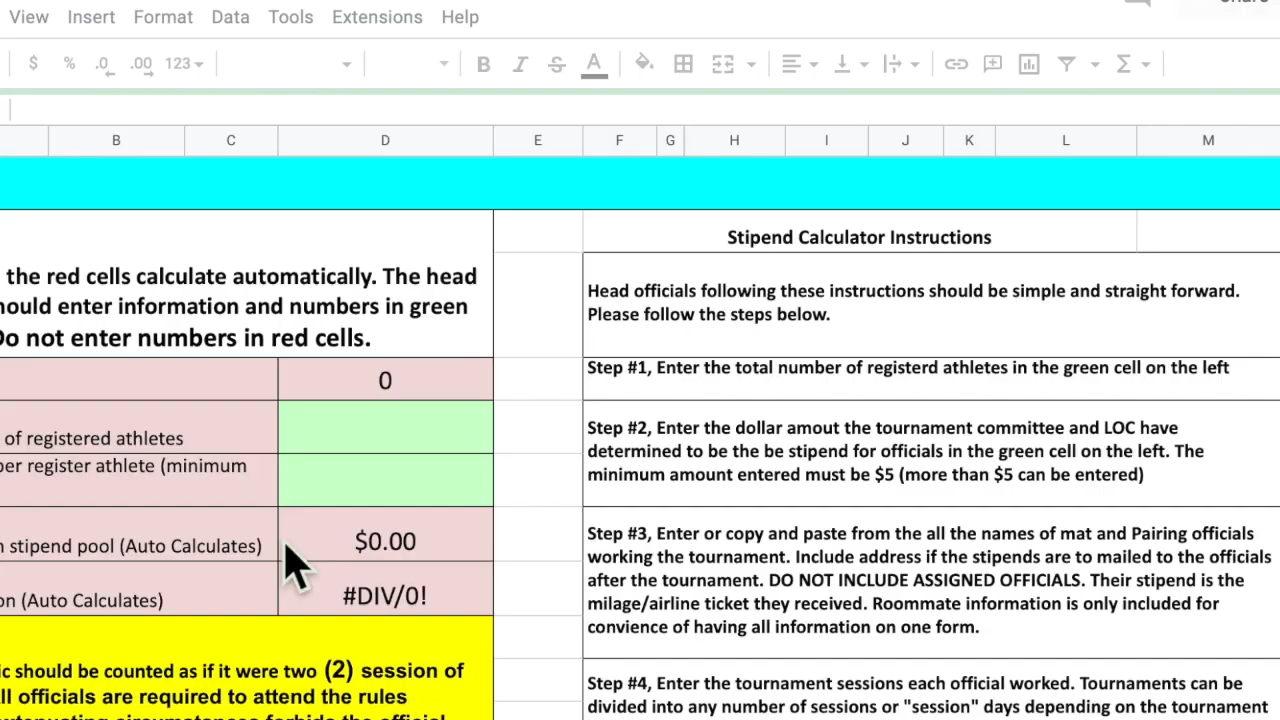 View Insert Format Data Tools Extensions Help
$ % .0 .00 123 B I S A Σ
B C D E F G H I J K L M
Stipend Calculator Instructions
the red cells calculate automatically. The head
hould enter information and numbers in green
Do not enter numbers in red cells.
Head officials following these instructions should be simple and straight forward.
Please follow the steps below.
0
Step #1, Enter the total number of registerd athletes in the green cell on the left
of registered athletes
per register athlete (minimum
Step #2, Enter the dollar amout the tournament committee and LOC have
determined to be the be stipend for officials in the green cell on the left. The
minimum amount entered must be $5 (more than $5 can be entered)
n stipend pool (Auto Calculates) $0.00
on (Auto Calculates) #DIV/0!
Step #3, Enter or copy and paste from the all the names of mat and Pairing officials
working the tournament. Include address if the stipends are to mailed to the officials
after the tournament. DO NOT INCLUDE ASSIGNED OFFICIALS. Their stipend is the
milage/airline ticket they received. Roommate information is only included for
convience of having all information on one form.
ic should be counted as if it were two (2) session of
ll officials are required to attend the rules
Step #4, Enter the tournament sessions each official worked. Tournaments can be
divided into any number of sessions or "session" days depending on the tournament